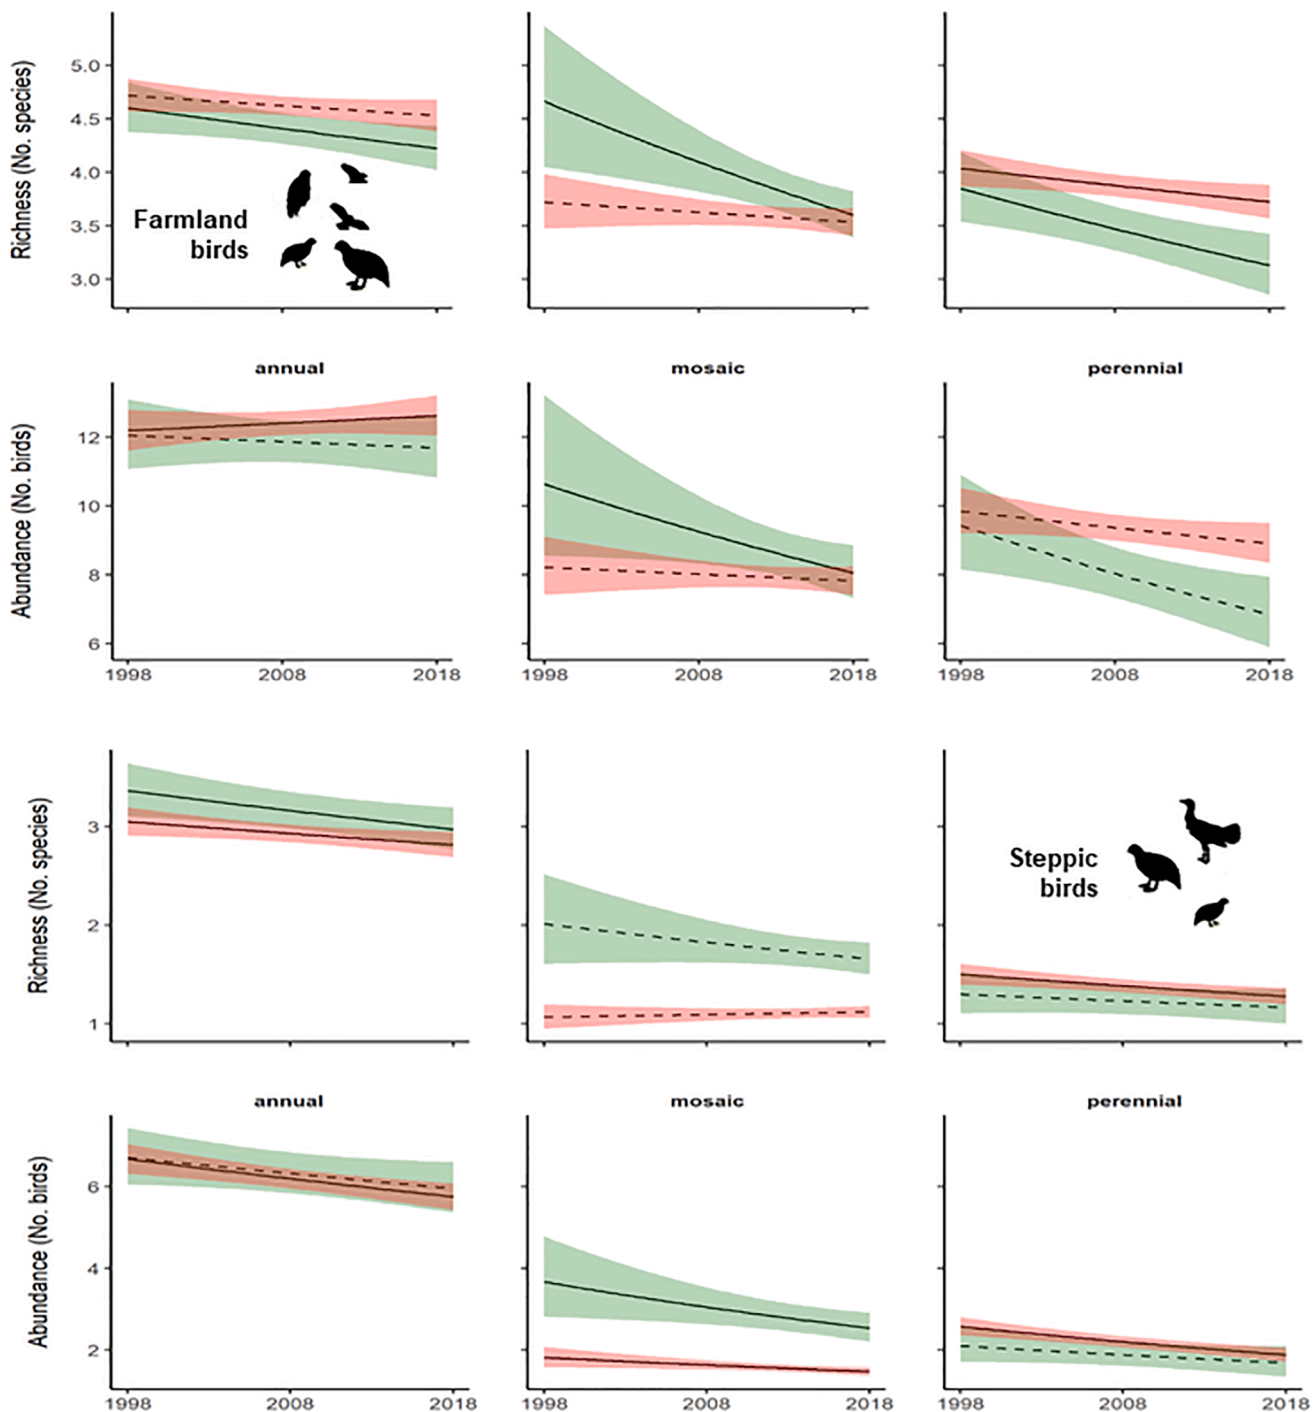 Richness (No. species)
5.0
4.5
4.0
3.5
3.0
Farmland
birds
annual
mosaic
perennial
Abundance (No. birds)
12
10
8
6
1998
2008
2018
1998
2008
2018
1998
2008
2018
Richness (No. species)
3
2
1
Steppic
birds
annual
mosaic
perennial
Abundance (No. birds)
6
4
2
1998
2008
2018
1998
2008
2018
1998
2008
2018